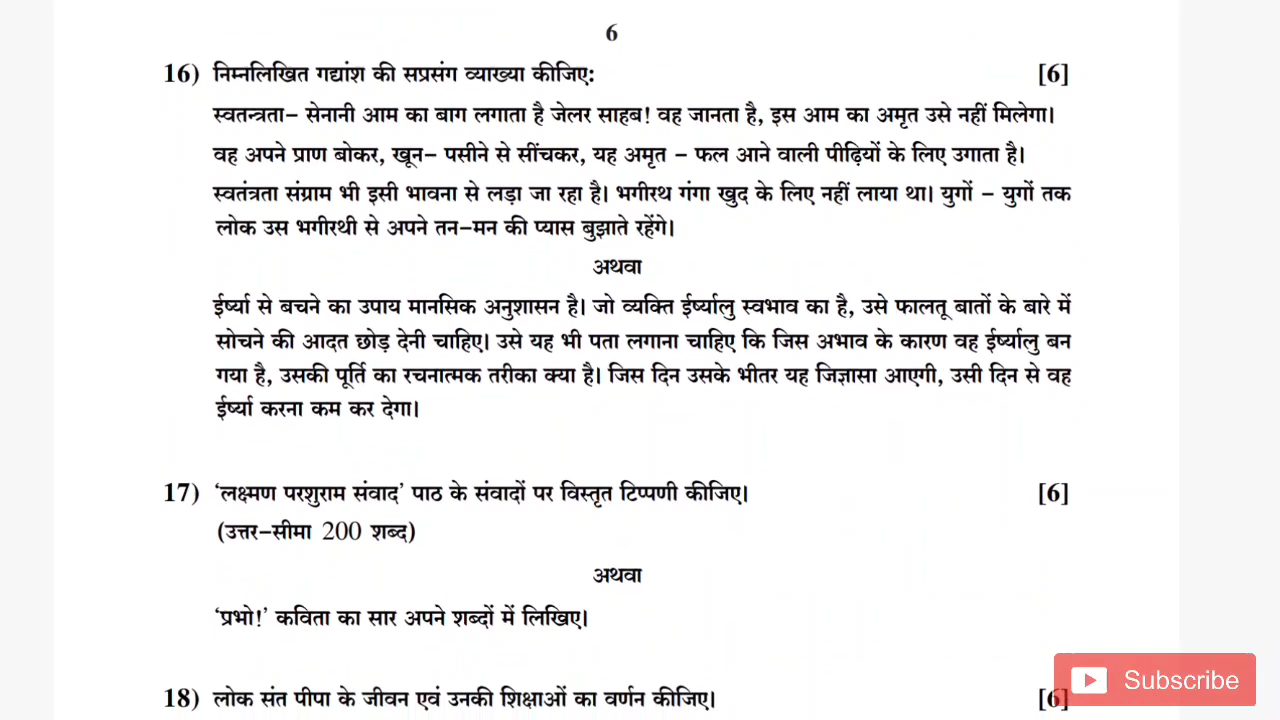 6
16) निम्नलिखित गद्यांश की सप्रसंग व्याख्या कीजिए: [6]
स्वतन्त्रता- सेनानी आम का बाग लगाता है जेलर साहब! वह जानता है, इस आम का अमृत उसे नहीं मिलेगा।
वह अपने प्राण बोकर, खून- पसीने से सींचकर, यह अमृत - फल आने वाली पीढ़ियों के लिए उगाता है।
स्वतंत्रता संग्राम भी इसी भावना से लड़ा जा रहा है। भगीरथ गंगा खुद के लिए नहीं लाया था। युगों - युगों तक
लोक उस भगीरथी से अपने तन-मन की प्यास बुझाते रहेंगे।
अथवा
ईर्ष्या से बचने का उपाय मानसिक अनुशासन है। जो व्यक्ति ईर्ष्यालु स्वभाव का है, उसे फालतू बातों के बारे में
सोचने की आदत छोड़ देनी चाहिए। उसे यह भी पता लगाना चाहिए कि जिस अभाव के कारण वह ईर्ष्यालु बन
गया है, उसकी पूर्ति का रचनात्मक तरीका क्या है। जिस दिन उसके भीतर यह जिज्ञासा आएगी, उसी दिन से वह
ईर्ष्या करना कम कर देगा।
17) 'लक्ष्मण परशुराम संवाद' पाठ के संवादों पर विस्तृत टिप्पणी कीजिए। [6]
(उत्तर-सीमा 200 शब्द)
अथवा
'प्रभो!' कविता का सार अपने शब्दों में लिखिए।
Subscribe
18) लोक संत पीपा के जीवन एवं उनकी शिक्षाओं का वर्णन कीजिए। [6]